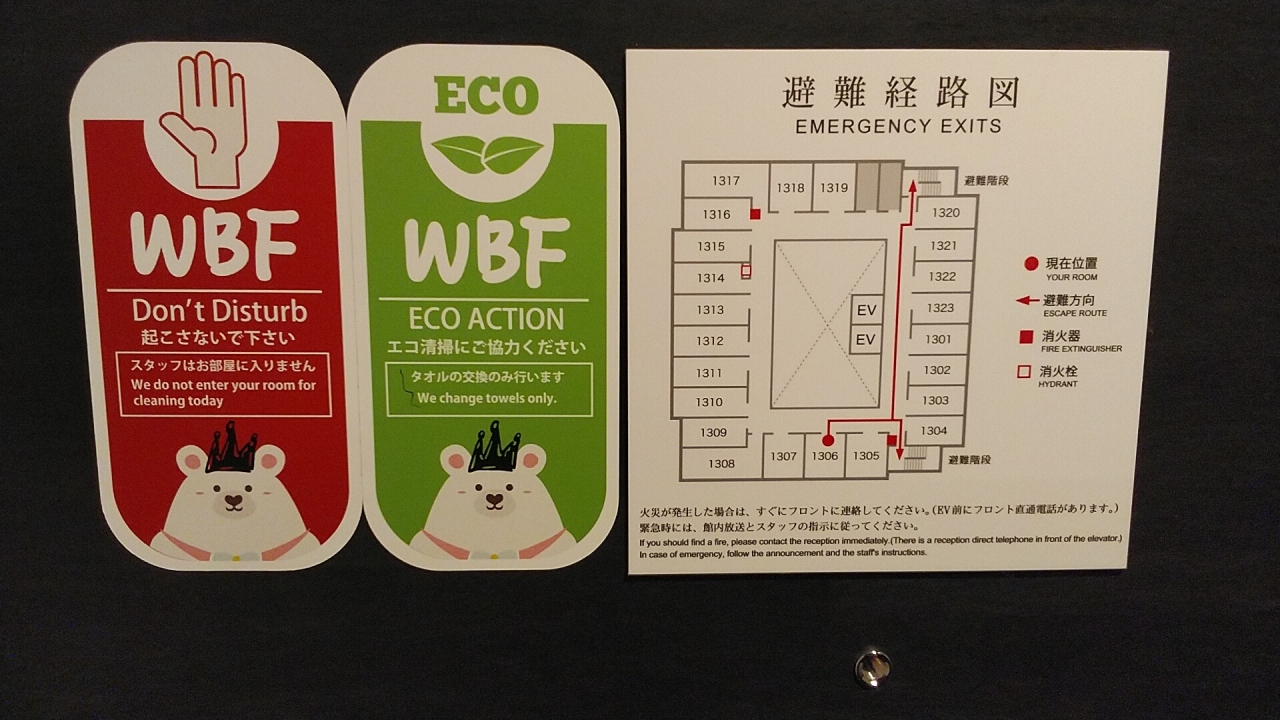 WBF
Don't Disturb
起こさないで下さい
スタッフはお部屋に入りません
We do not enter your room for
cleaning today
ECO
WBF
ECO ACTION
エコ清掃にご協力ください
タオルの交換のみ行います
We change towels only.
避難経路図
EMERGENCY EXITS
1317
1318
1319
避難階段
1316
1320
1315
1321
1314
1322
1313
EV
1323
1312
EV
1301
1311
1302
1310
1303
1309
1304
1308
1307
1306
1305
避難階段
現在位置
YOUR ROOM
避難方向
ESCAPE ROUTE
消火器
FIRE EXTINGUISHER
消火栓
HYDRANT
火災が発生した場合は、すぐにフロントに連絡してください。(EV前にフロント直通電話があります。)
緊急時には、館内放送とスタッフの指示に従ってください。
If you should find a fire, please contact the reception immediately.(There is a reception direct telephone in front of the elevator.)
In case of emergency, follow the announcement and the staff's instructions.